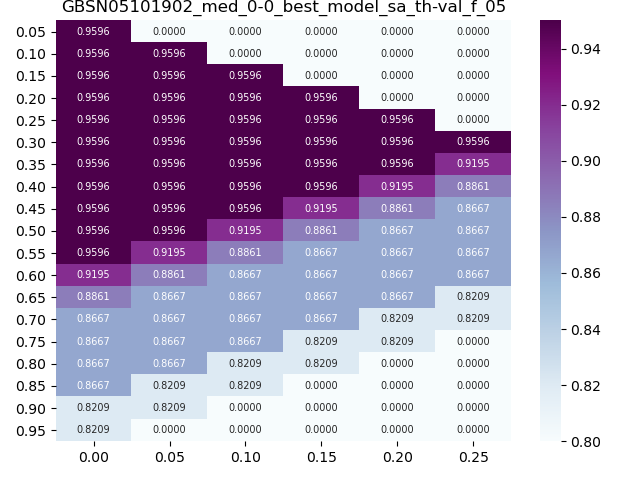 GBSN05101902_med_0-0_best_model_sa_th-val_f_05
0.05 0.9596 0.0000 0.0000 0.0000 0.0000 0.0000
0.10 0.9596 0.9596 0.0000 0.0000 0.0000 0.0000
0.15 0.9596 0.9596 0.9596 0.0000 0.0000 0.0000
0.20 0.9596 0.9596 0.9596 0.9596 0.0000 0.0000
0.25 0.9596 0.9596 0.9596 0.9596 0.9596 0.0000
0.30 0.9596 0.9596 0.9596 0.9596 0.9596 0.9596
0.35 0.9596 0.9596 0.9596 0.9596 0.9596 0.9195
0.40 0.9596 0.9596 0.9596 0.9596 0.9195 0.8861
0.45 0.9596 0.9596 0.9596 0.9195 0.8861 0.8667
0.50 0.9596 0.9596 0.9195 0.8861 0.8667 0.8667
0.55 0.9596 0.9195 0.8861 0.8667 0.8667 0.8667
0.60 0.9195 0.8861 0.8667 0.8667 0.8667 0.8667
0.65 0.8861 0.8667 0.8667 0.8667 0.8667 0.8209
0.70 0.8667 0.8667 0.8667 0.8667 0.8209 0.8209
0.75 0.8667 0.8667 0.8667 0.8209 0.8209 0.0000
0.80 0.8667 0.8667 0.8209 0.8209 0.0000 0.0000
0.85 0.8667 0.8209 0.8209 0.0000 0.0000 0.0000
0.90 0.8209 0.8209 0.0000 0.0000 0.0000 0.0000
0.95 0.8209 0.0000 0.0000 0.0000 0.0000 0.0000
0.00 0.05 0.10 0.15 0.20 0.25
0.94
0.92
0.90
0.88
0.86
0.84
0.82
0.80